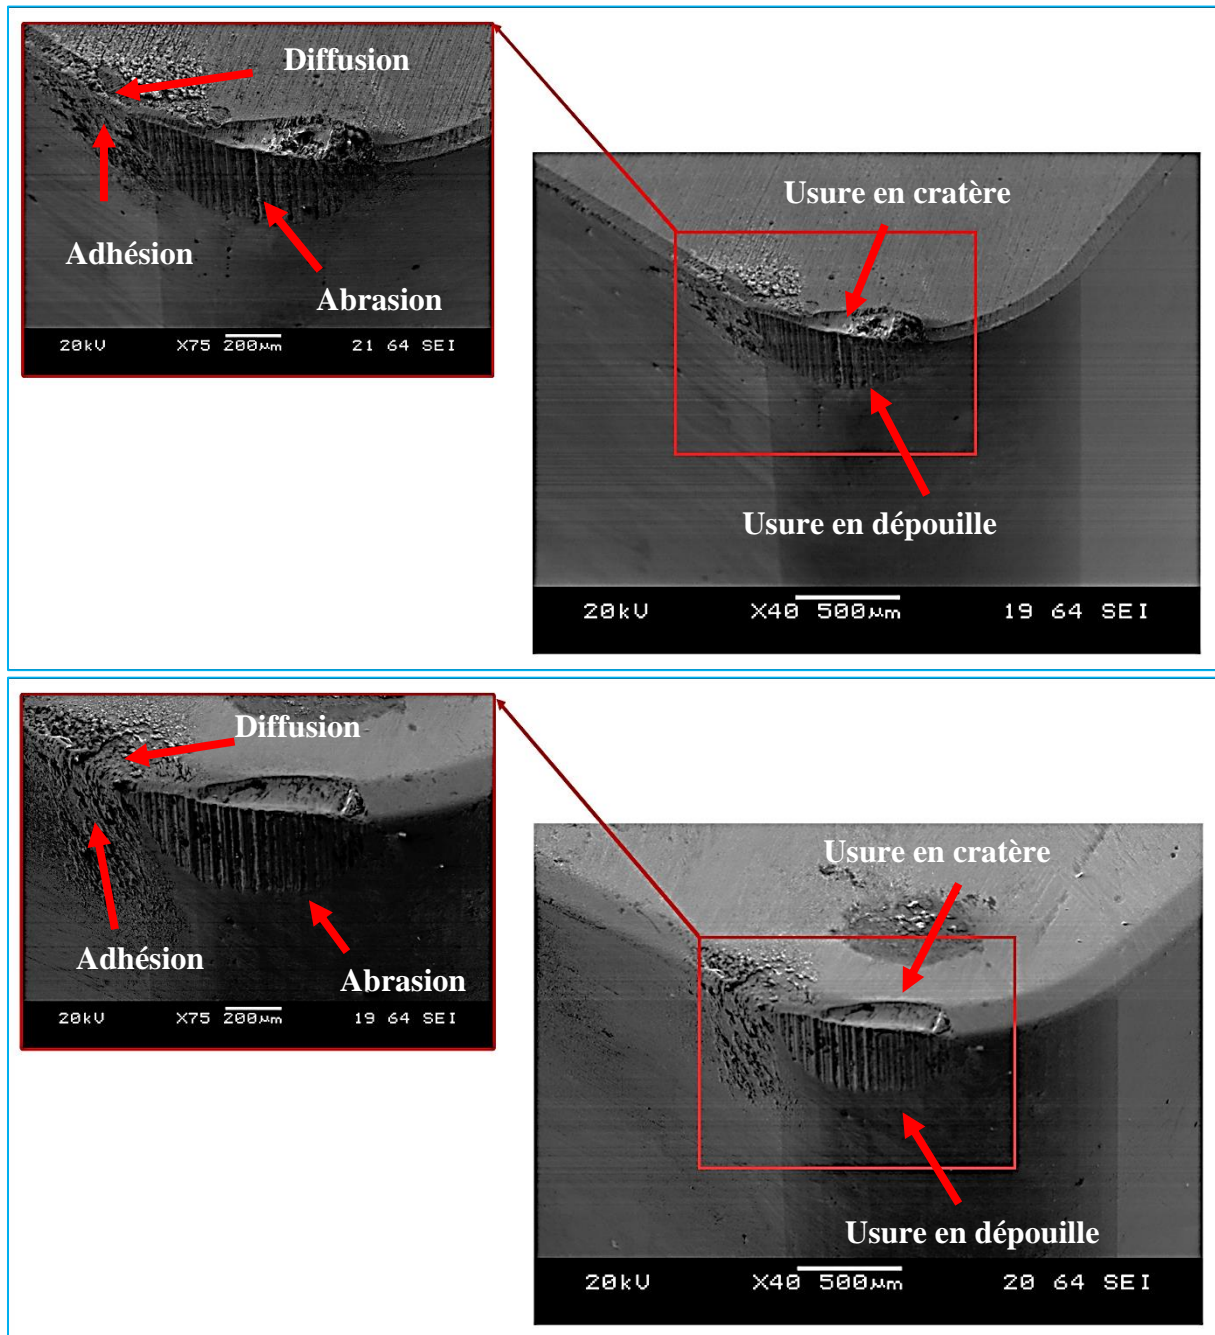 Diffusion
Adhésion
Abrasion
20kV X75 200µm 21 64 SEI
Usure en cratère
Usure en dépouille
20kV X40 500µm 19 64 SEI
Diffusion
Adhésion
Abrasion
20kV X75 200µm 19 64 SEI
Usure en cratère
Usure en dépouille
20kV X40 500µm 20 64 SEI